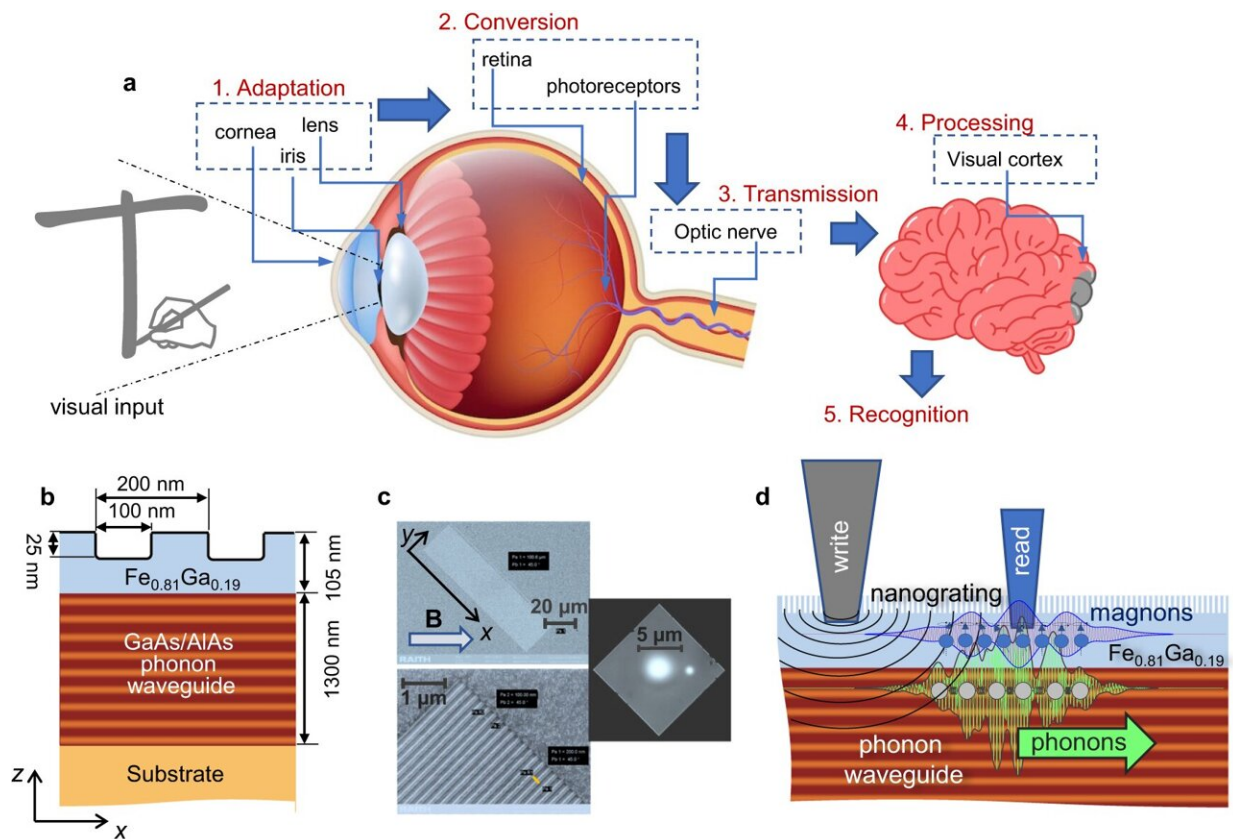 a
1. Adaptation
cornea
lens
iris
2. Conversion
retina
photoreceptors
3. Transmission
Optic nerve
4. Processing
Visual cortex
5. Recognition
visual input
b
200 nm
100 nm
25 nm
Fe0.81Ga0.19
105 nm
GaAs/AlAs
phonon
waveguide
1300 nm
Substrate
z
x
c
y
x
B
20 µm
RAITH
1 µm
5 µm
d
write
read
nanograting
magnons
Fe0.81Ga0.19
phonons
phonon
waveguide